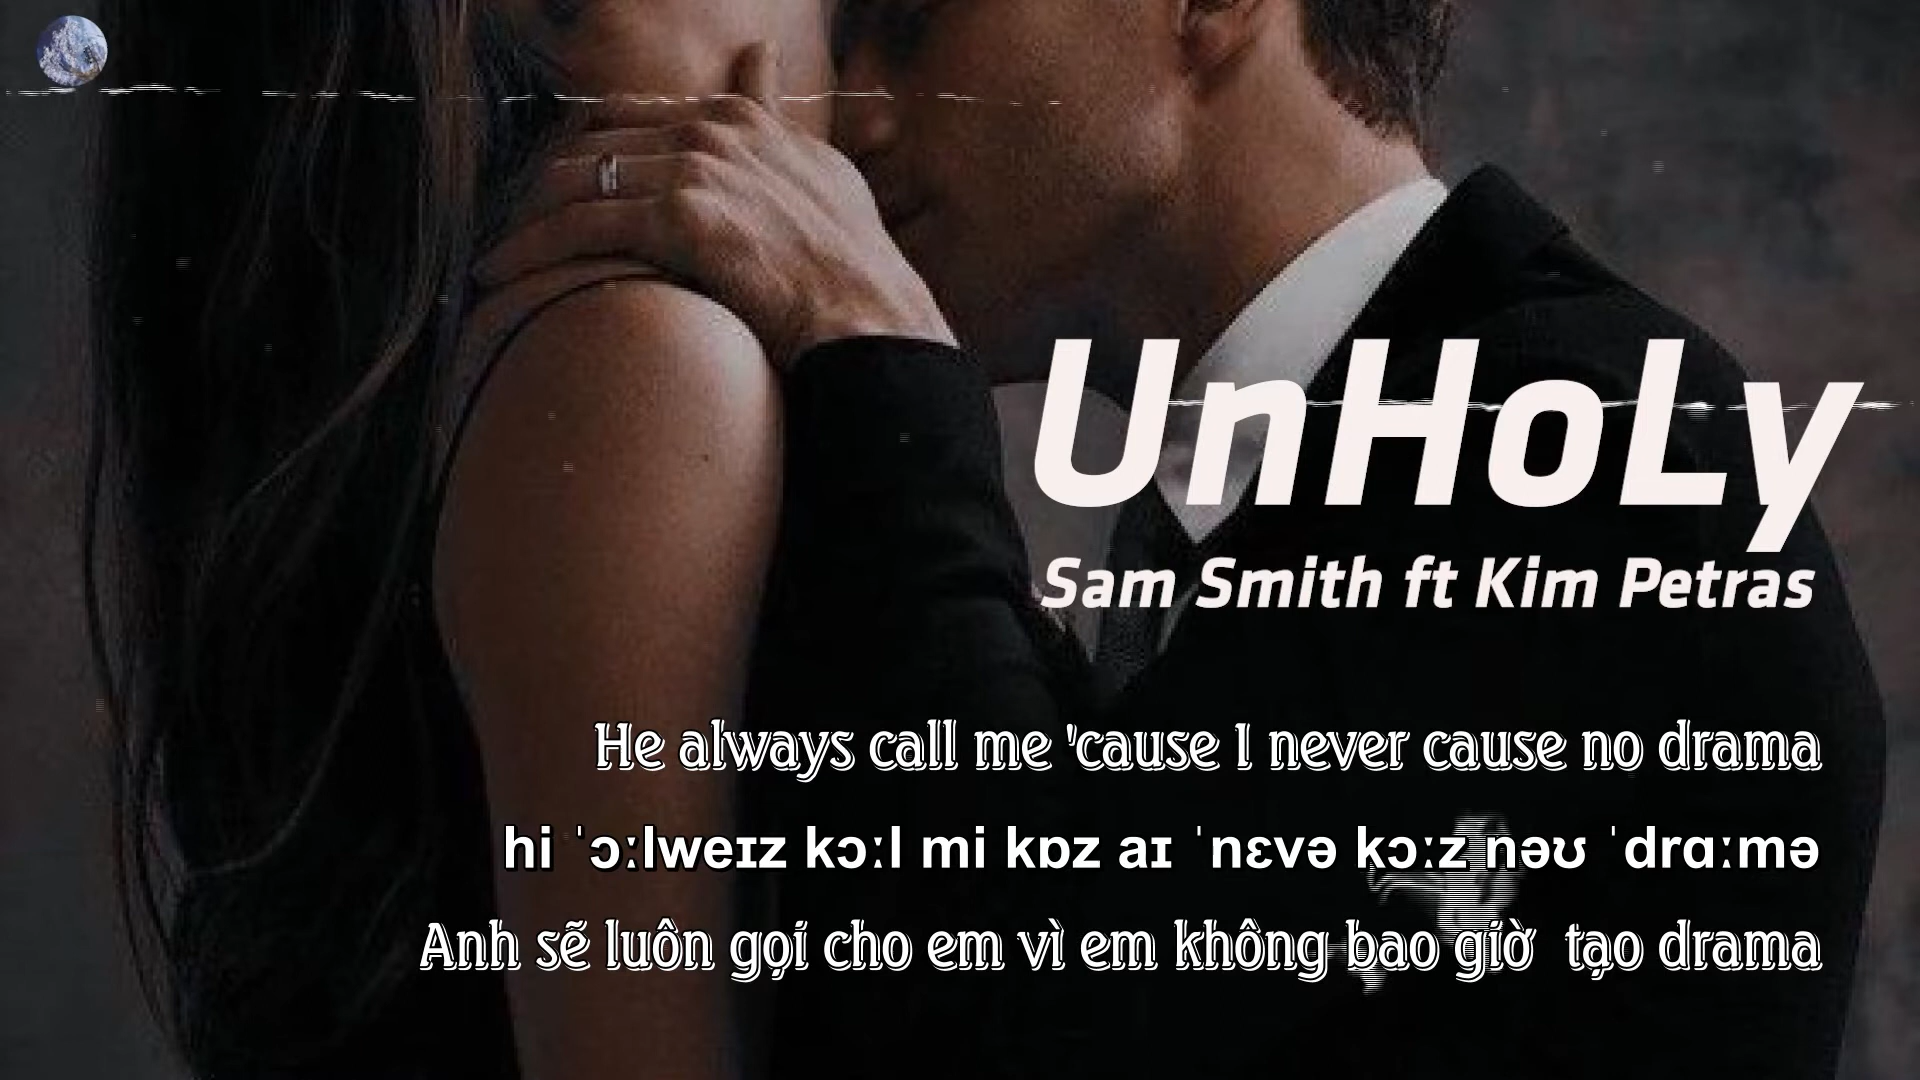 UnHoLy
Sam Smith ft Kim Petras
He always call me 'cause I never cause no drama
hi ˈɔːlweɪz kɔːl mi kɒz aɪ ˈnɛvə kɔːz nəʊ ˈdrɑːmə
Anh sẽ luôn gọi cho em vì em không bao giờ  tạo drama